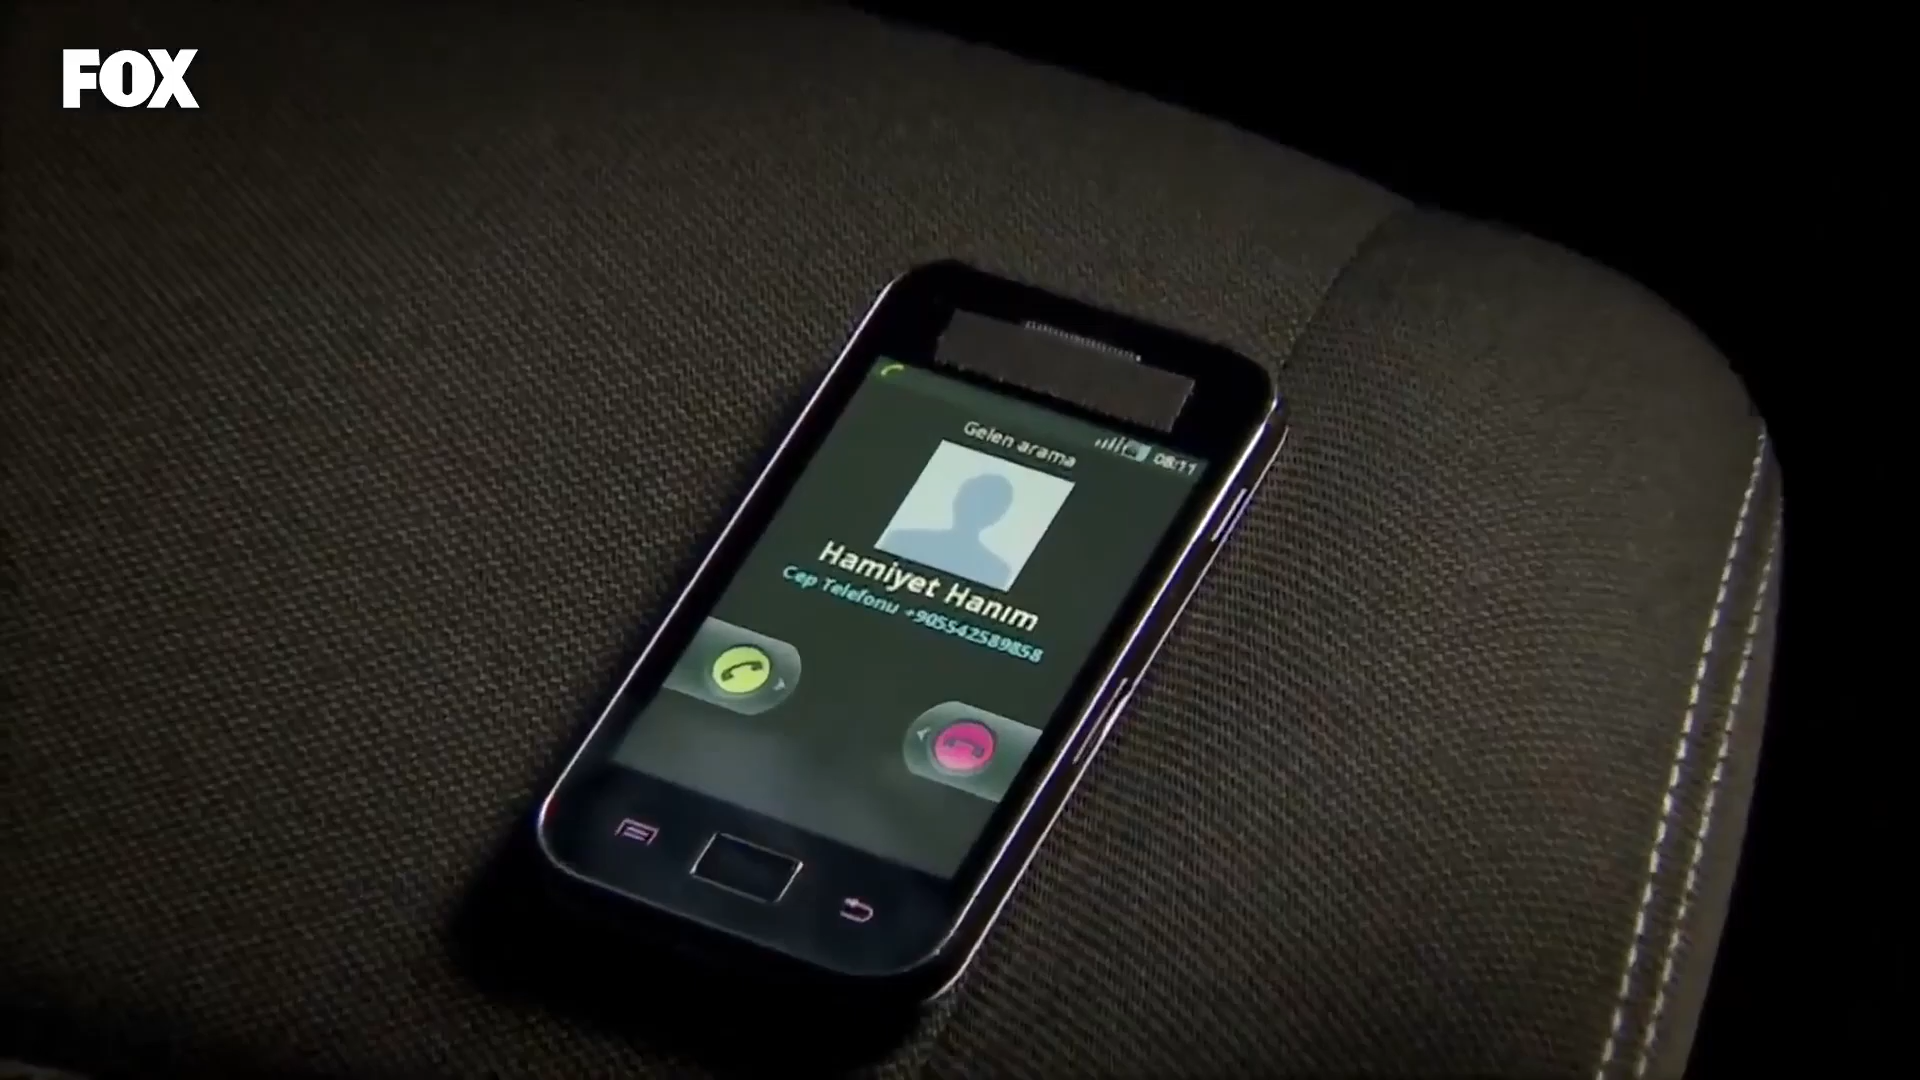 FOX
08:11
Gelen arama
Hamiyet Hanım
Cep Telefonu +905542589858